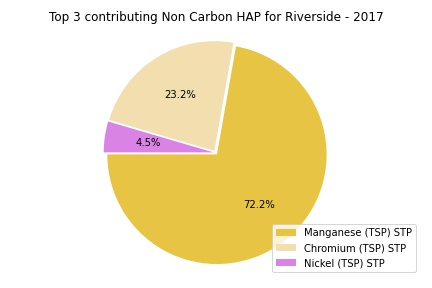 Top 3 contributing Non Carbon HAP for Riverside - 2017
23.2%
4.5%
72.2%
Manganese (TSP) STP
Chromium (TSP) STP
Nickel (TSP) STP